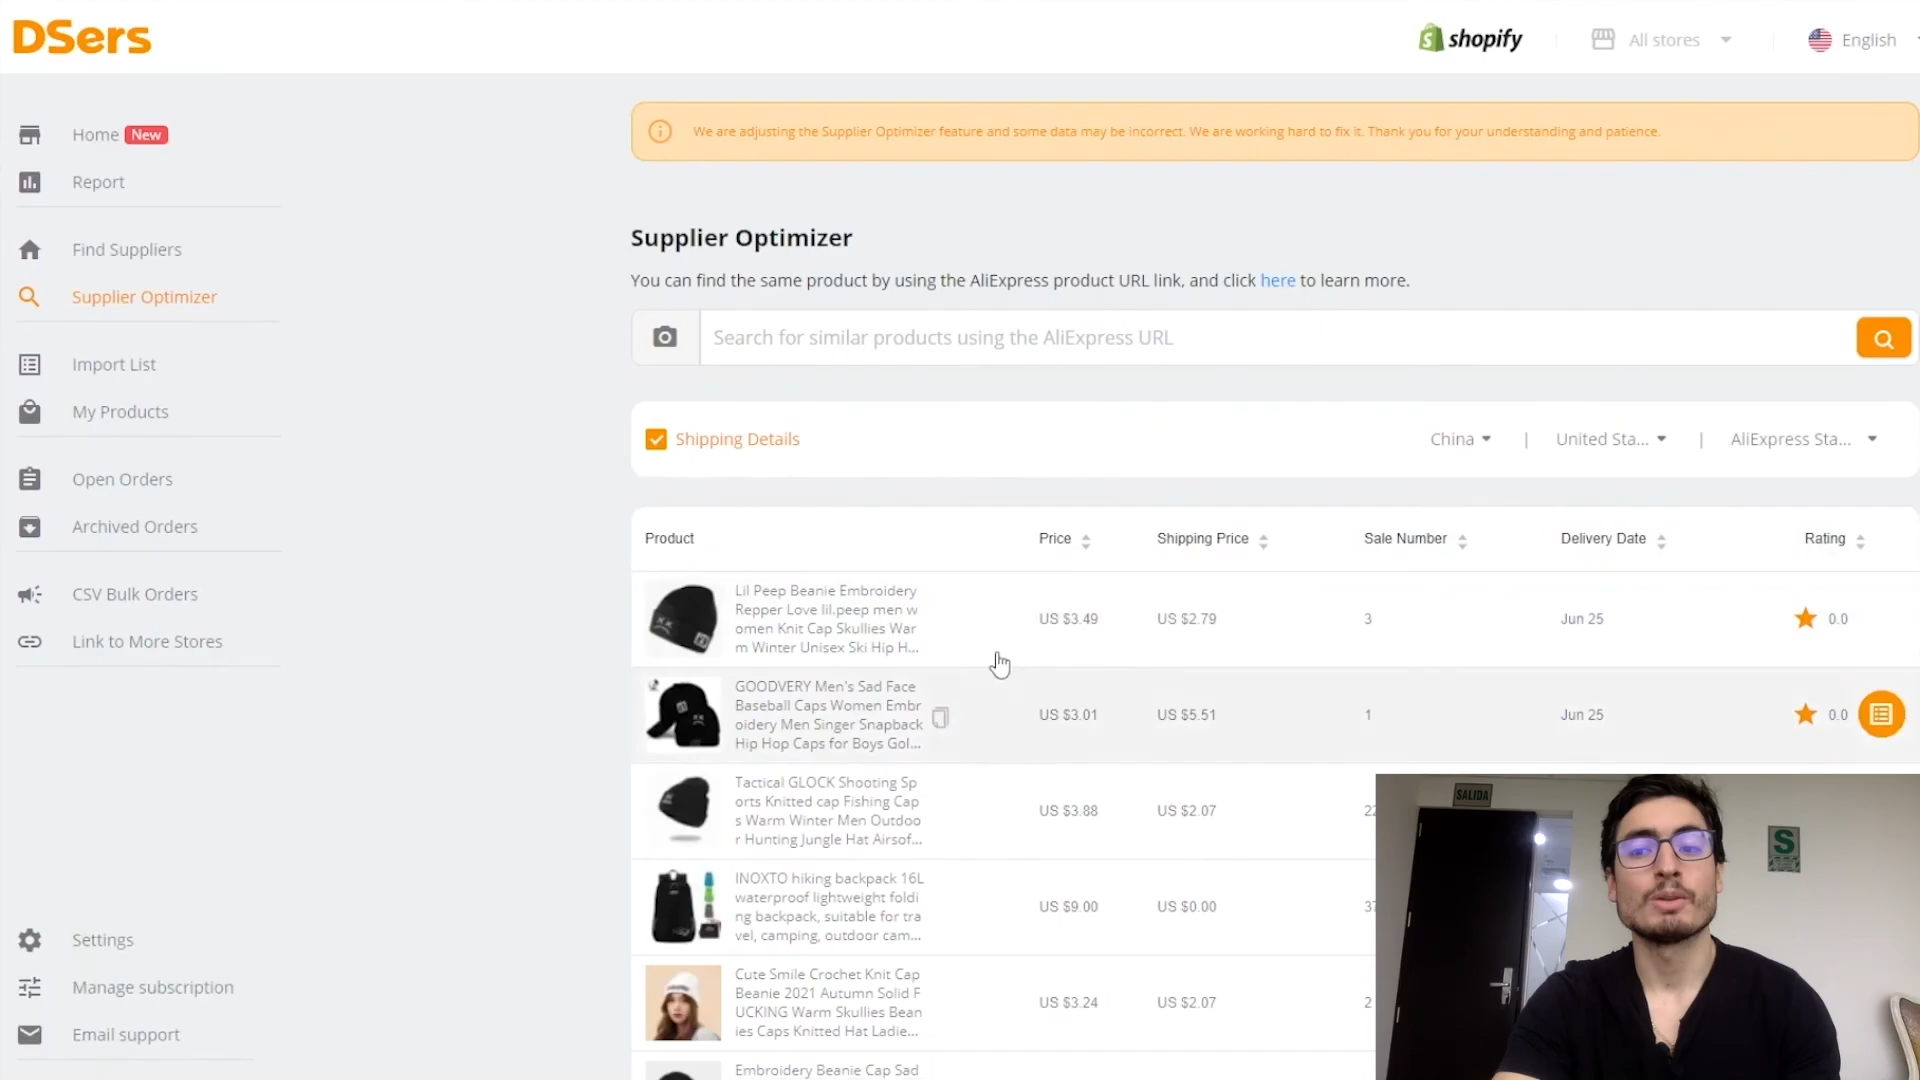 DSers
shopify
All stores
English
Home New
Report
Find Suppliers
Supplier Optimizer
Import List
My Products
Open Orders
Archived Orders
CSV Bulk Orders
Link to More Stores
Settings
Manage subscription
Email support
We are adjusting the Supplier Optimizer feature and some data may be incorrect. We are working hard to fix it. Thank you for your understanding and patience.
Supplier Optimizer
You can find the same product by using the AliExpress product URL link, and click here to learn more.
Search for similar products using the AliExpress URL
Shipping Details
China | United Sta... | AliExpress Sta...
Product Price Shipping Price Sale Number Delivery Date Rating
Lil Peep Beanie Embroidery
Repper Love lil.peep men w
omen Knit Cap Skullies War
m Winter Unisex Ski Hip H...
US $3.49 US $2.79 3 Jun 25 0.0
GOODVERY Men's Sad Face
Baseball Caps Women Embr
oidery Men Singer Snapback
Hip Hop Caps for Boys Gol...
US $3.01 US $5.51 1 Jun 25 0.0
Tactical GLOCK Shooting Sp
orts Knitted cap Fishing Cap
s Warm Winter Men Outdoo
r Hunting Jungle Hat Airsof...
US $3.88 US $2.07
INOXTO hiking backpack 16L
waterproof lightweight foldi
ng backpack, suitable for tra
vel, camping, outdoor cam...
US $9.00 US $0.00
Cute Smile Crochet Knit Cap
Beanie 2021 Autumn Solid F
UCKING Warm Skullies Bean
ies Caps Knitted Hat Ladie...
US $3.24 US $2.07 2
Embroidery Beanie Cap Sad
SALIDA
S